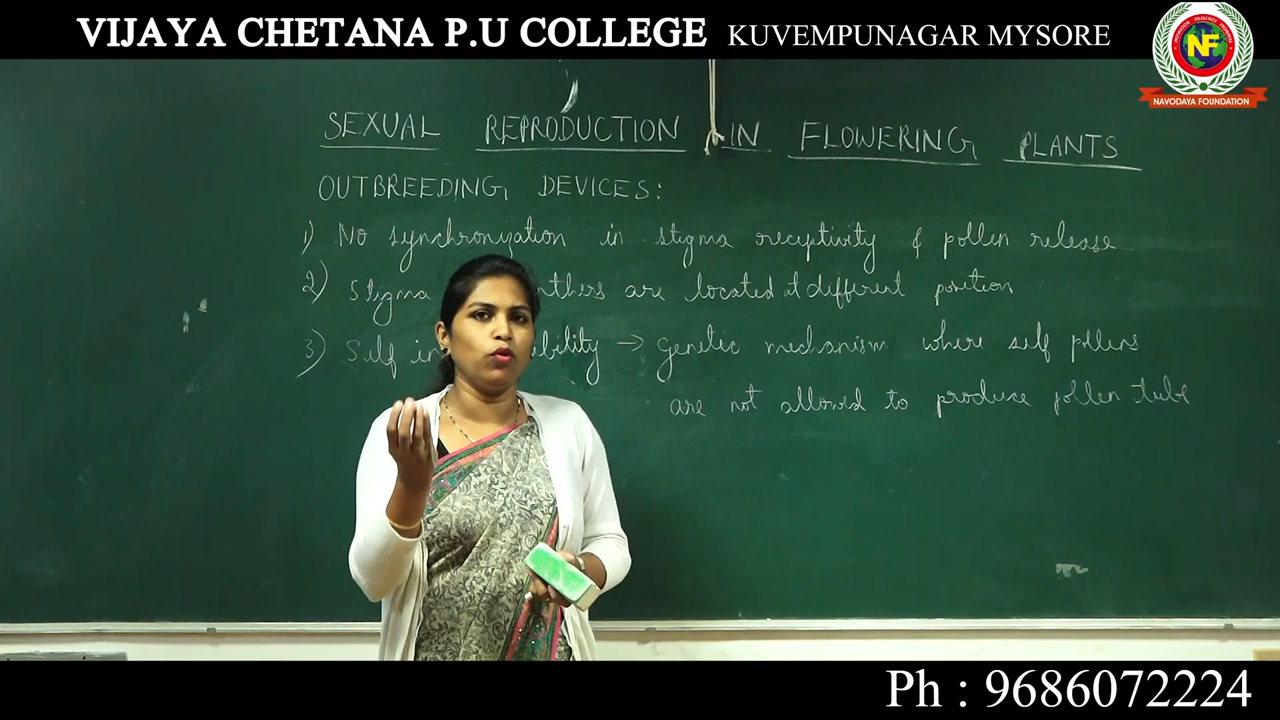 VIJAYA CHETANA P.U COLLEGE KUVEMPUNAGAR MYSORE
NF
NAVODAYA FOUNDATION
SEXUAL REPRODUCTION IN FLOWERING PLANTS
OUTBREEDING DEVICES:
1) No synchronization in stigma receptivity & pollen release
2) Stigma anthers are located at different position
3) Self in bility → genetic mechanism where self pollens
are not allowed to produce pollen tube
Ph : 9686072224